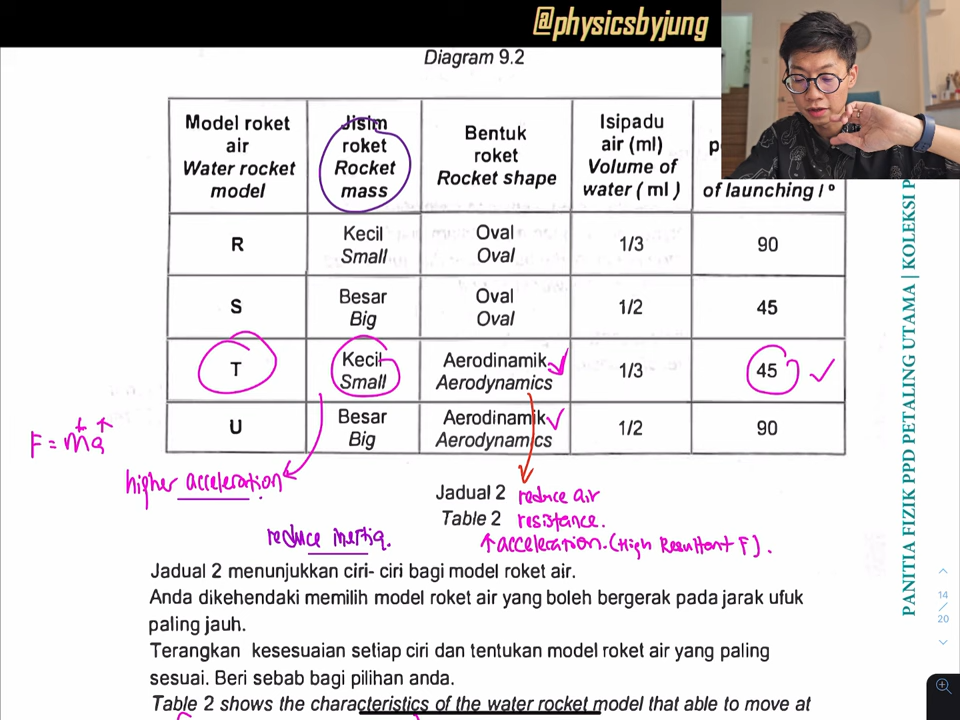 @physicsbyjung
Diagram 9.2
Model roket air
Water rocket model
Jisim roket
Rocket mass
Bentuk roket
Rocket shape
Isipadu air (ml)
Volume of water ( ml )
of launching / º
R
Kecil
Small
Oval
Oval
1/3
90
S
Besar
Big
Oval
Oval
1/2
45
T
Kecil
Small
Aerodinamik
Aerodynamics
1/3
45
U
Besar
Big
Aerodinamik
Aerodynamics
1/2
90
F = ma
higher acceleration
reduce inertia.
Jadual 2
Table 2
reduce air
resistance.
↑ acceleration. (High Resultant F).
Jadual 2 menunjukkan ciri- ciri bagi model roket air.
Anda dikehendaki memilih model roket air yang boleh bergerak pada jarak ufuk
paling jauh.
Terangkan kesesuaian setiap ciri dan tentukan model roket air yang paling
sesuai. Beri sebab bagi pilihan anda.
Table 2 shows the characteristics of the water rocket model that able to move at
PANITIA FIZIK PPD PETALING UTAMA | KOLEKSI
14
/
20